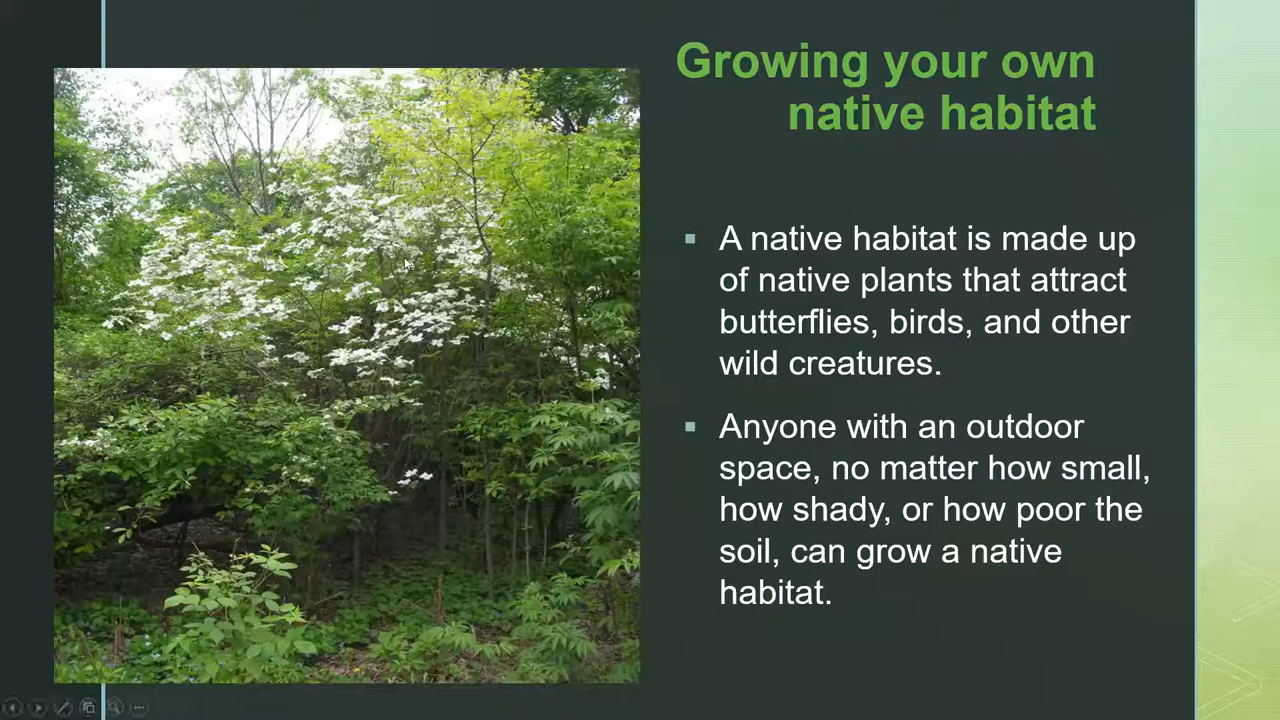 Growing your own
native habitat
A native habitat is made up
of native plants that attract
butterflies, birds, and other
wild creatures.
Anyone with an outdoor
space, no matter how small,
how shady, or how poor the
soil, can grow a native
habitat.